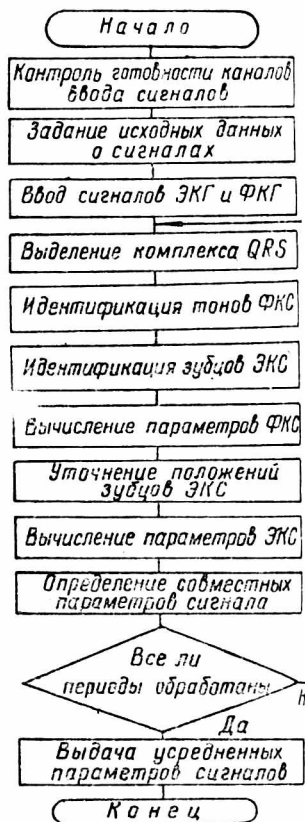 Начало
Контроль готовности каналов
ввода сигналов
Задание исходных данных
о сигналах
Ввод сигналов ЭКГ и ФКГ
Выделение комплекса QRS
Идентификация тонов ФКС
Идентификация зубцов ЭКС
Вычисление параметров ФКС
Уточнение положений
зубцов ЭКС
Вычисление параметров ЭКС
Определение совместных
параметров сигнала
Все ли
периоды обработаны
Да
Выдача усредненных
параметров сигналов
Конец